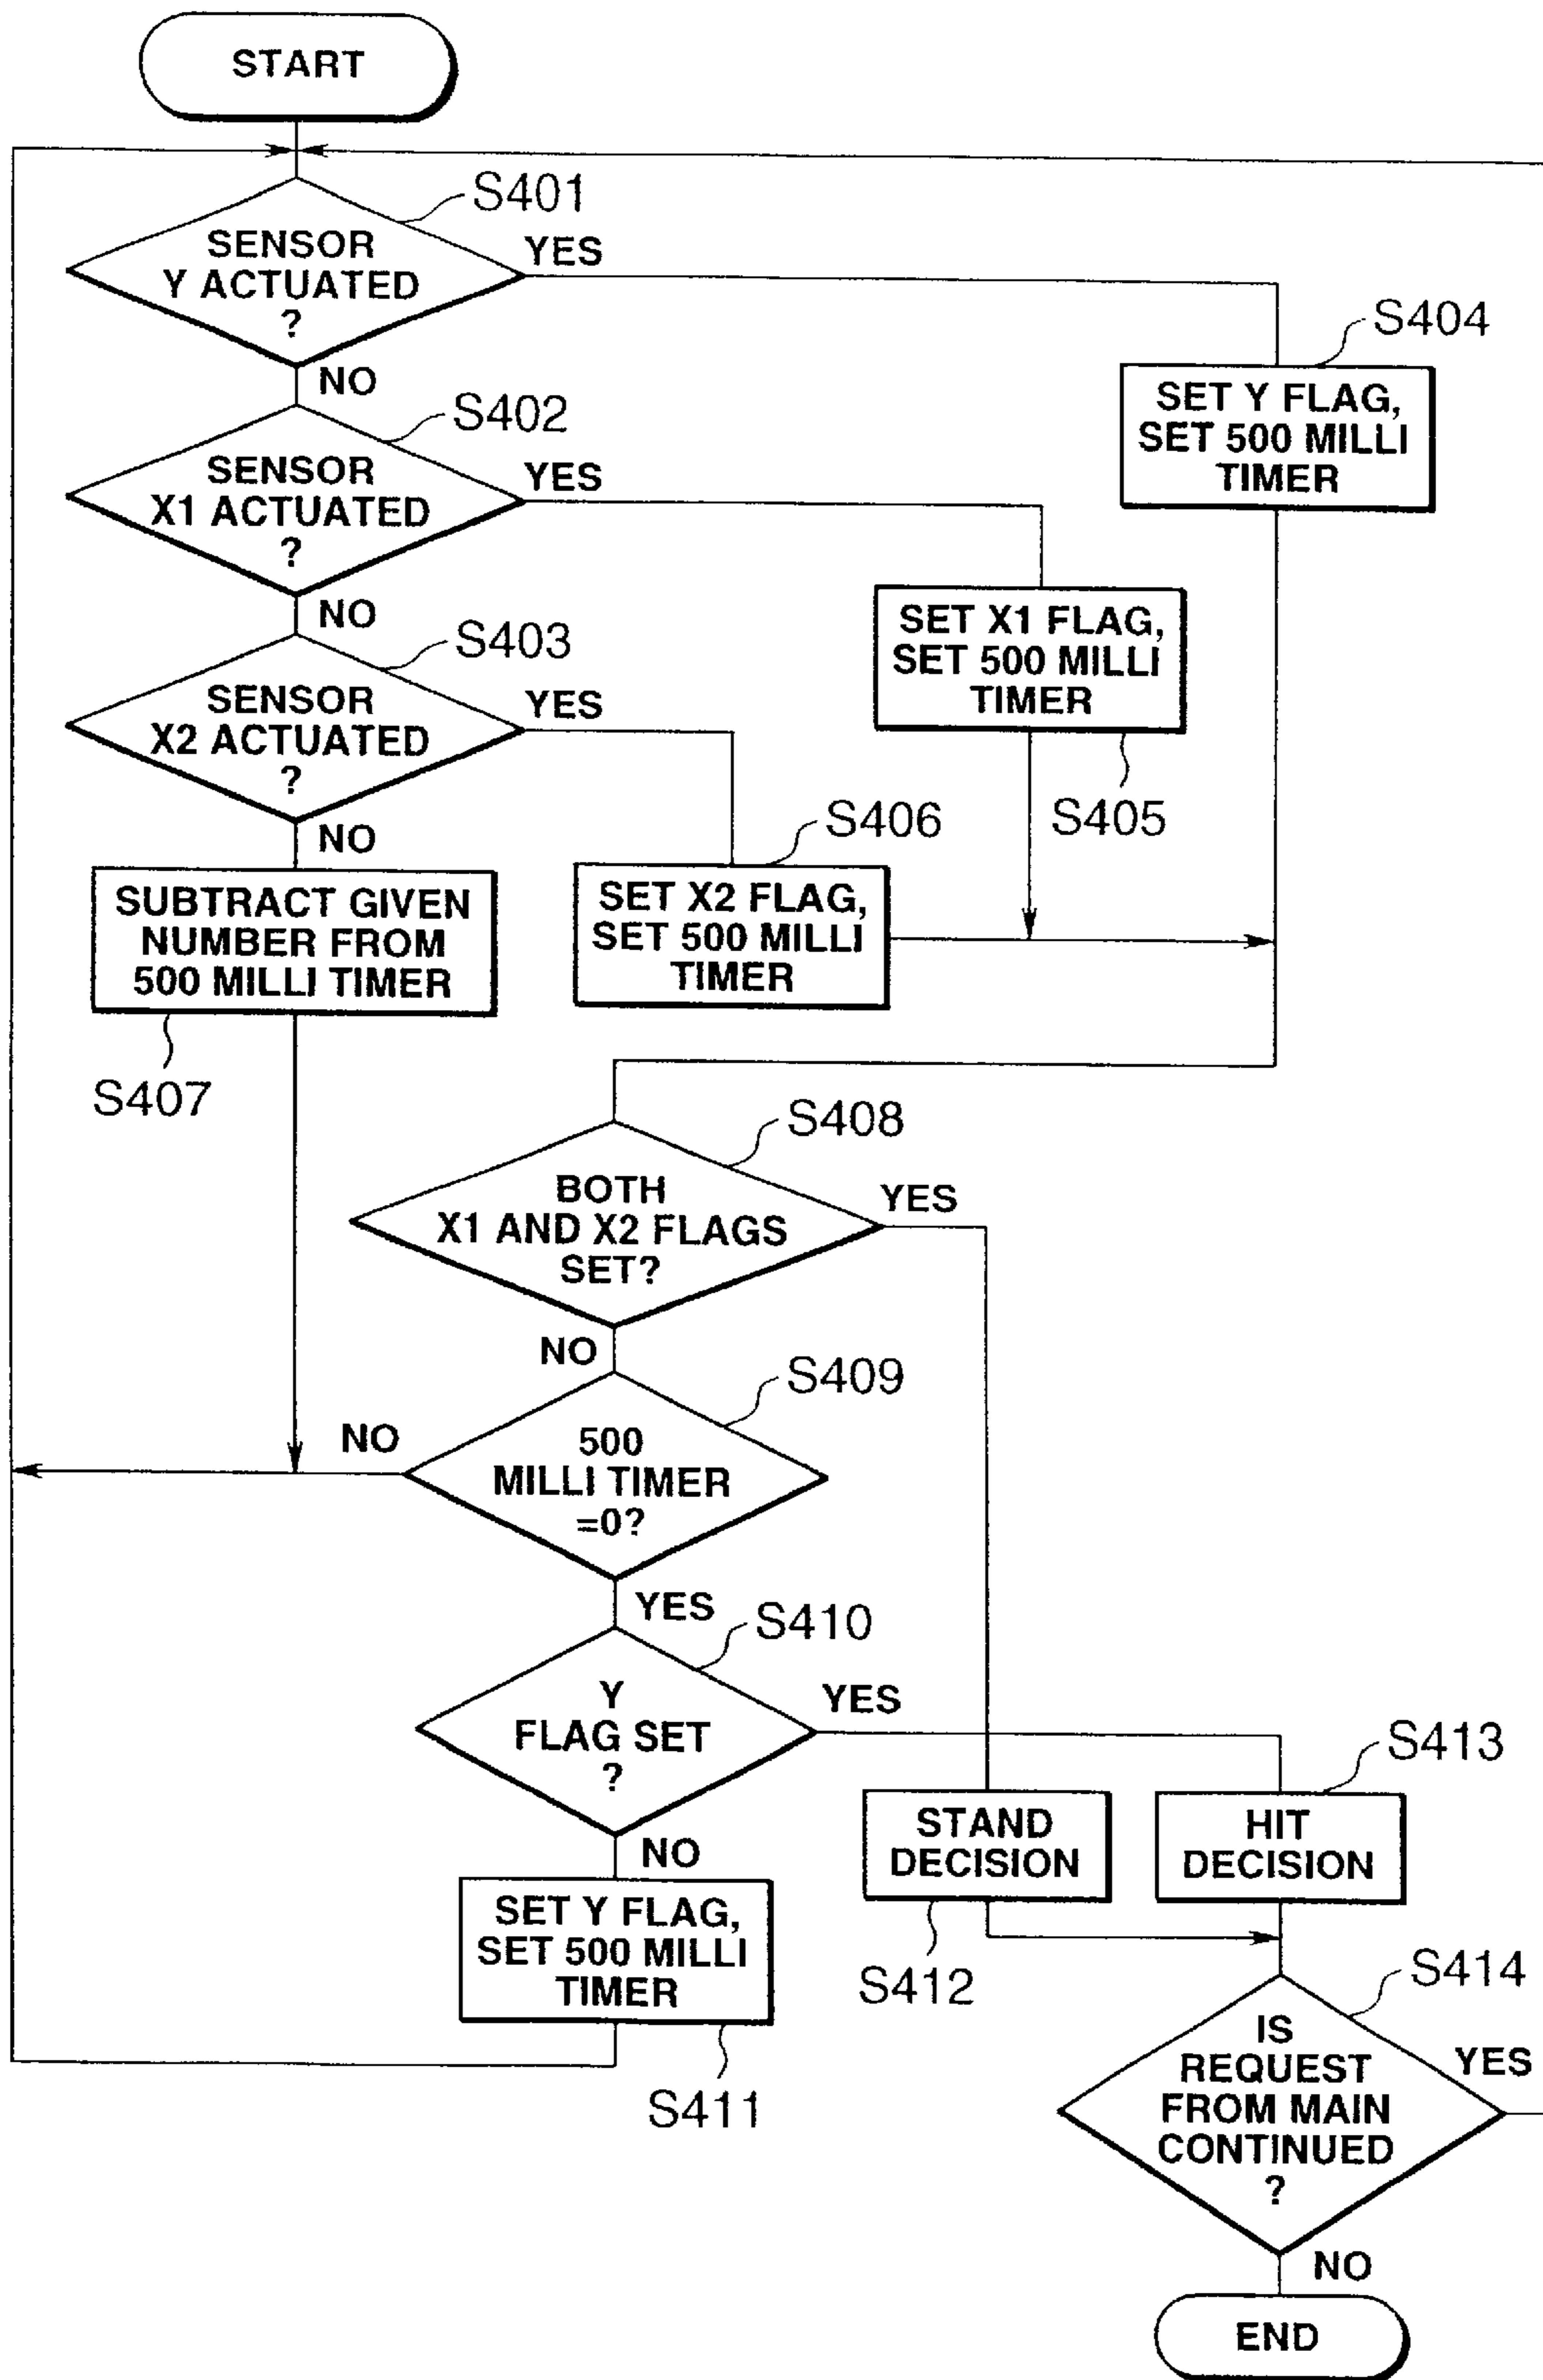 START
S401
SENSOR
Y ACTUATED
?
YES
NO
S404
SET Y FLAG,
SET 500 MILLI
TIMER
S402
SENSOR
X1 ACTUATED
?
YES
NO
SET X1 FLAG,
SET 500 MILLI
TIMER
S405
S403
SENSOR
X2 ACTUATED
?
YES
NO
S406
SET X2 FLAG,
SET 500 MILLI
TIMER
SUBTRACT GIVEN
NUMBER FROM
500 MILLI TIMER
S407
S408
BOTH
X1 AND X2 FLAGS
SET?
YES
NO
S409
500
MILLI TIMER
=0?
NO
YES
S410
Y
FLAG SET
?
YES
NO
S413
STAND
DECISION
HIT
DECISION
SET Y FLAG,
SET 500 MILLI
TIMER
S412
S411
S414
IS
REQUEST
FROM MAIN
CONTINUED
?
YES
NO
END